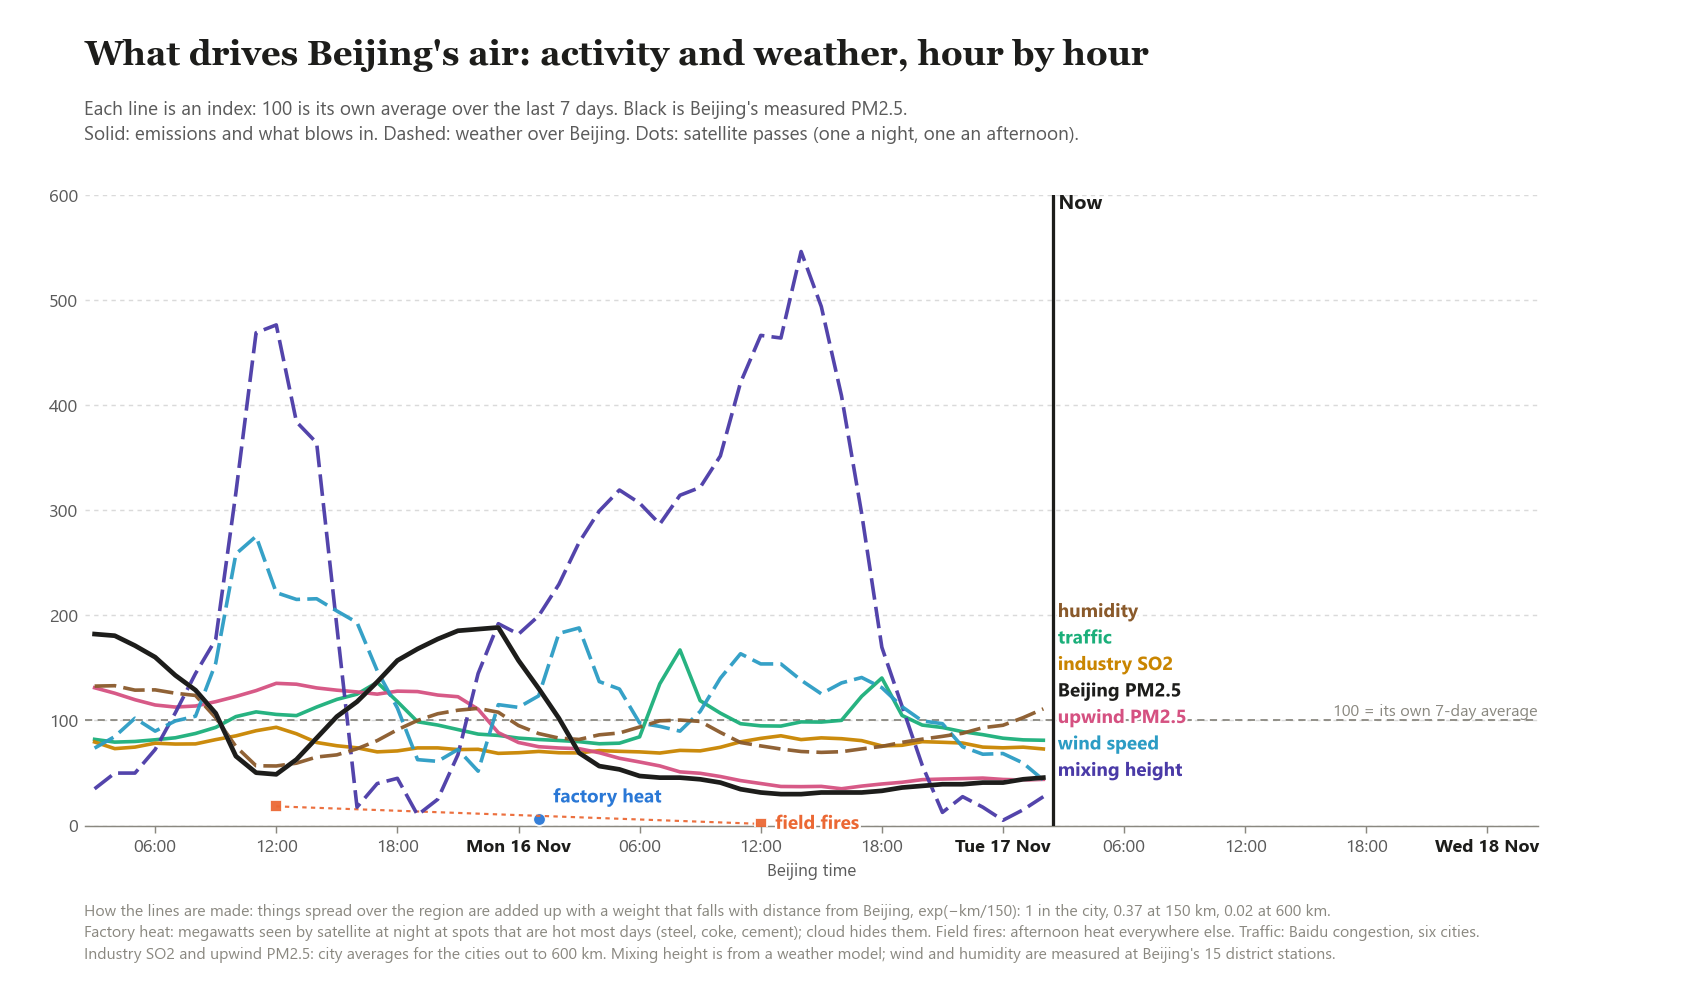 What drives Beijing's air: activity and weather, hour by hour
Each line is an index: 100 is its own average over the last 7 days. Black is Beijing's measured PM2.5.
Solid: emissions and what blows in. Dashed: weather over Beijing. Dots: satellite passes (one a night, one an afternoon).
600
Now
500
400
300
200
humidity
traffic
industry SO2
Beijing PM2.5
100
upwind PM2.5
100 = its own 7-day average
wind speed
mixing height
factory heat
field fires
0
06:00 12:00 18:00 Mon 16 Nov 06:00 12:00 18:00 Tue 17 Nov 06:00 12:00 18:00 Wed 18 Nov
Beijing time
How the lines are made: things spread over the region are added up with a weight that falls with distance from Beijing, exp(−km/150): 1 in the city, 0.37 at 150 km, 0.02 at 600 km.
Factory heat: megawatts seen by satellite at night at spots that are hot most days (steel, coke, cement); cloud hides them. Field fires: afternoon heat everywhere else. Traffic: Baidu congestion, six cities.
Industry SO2 and upwind PM2.5: city averages for the cities out to 600 km. Mixing height is from a weather model; wind and humidity are measured at Beijing's 15 district stations.